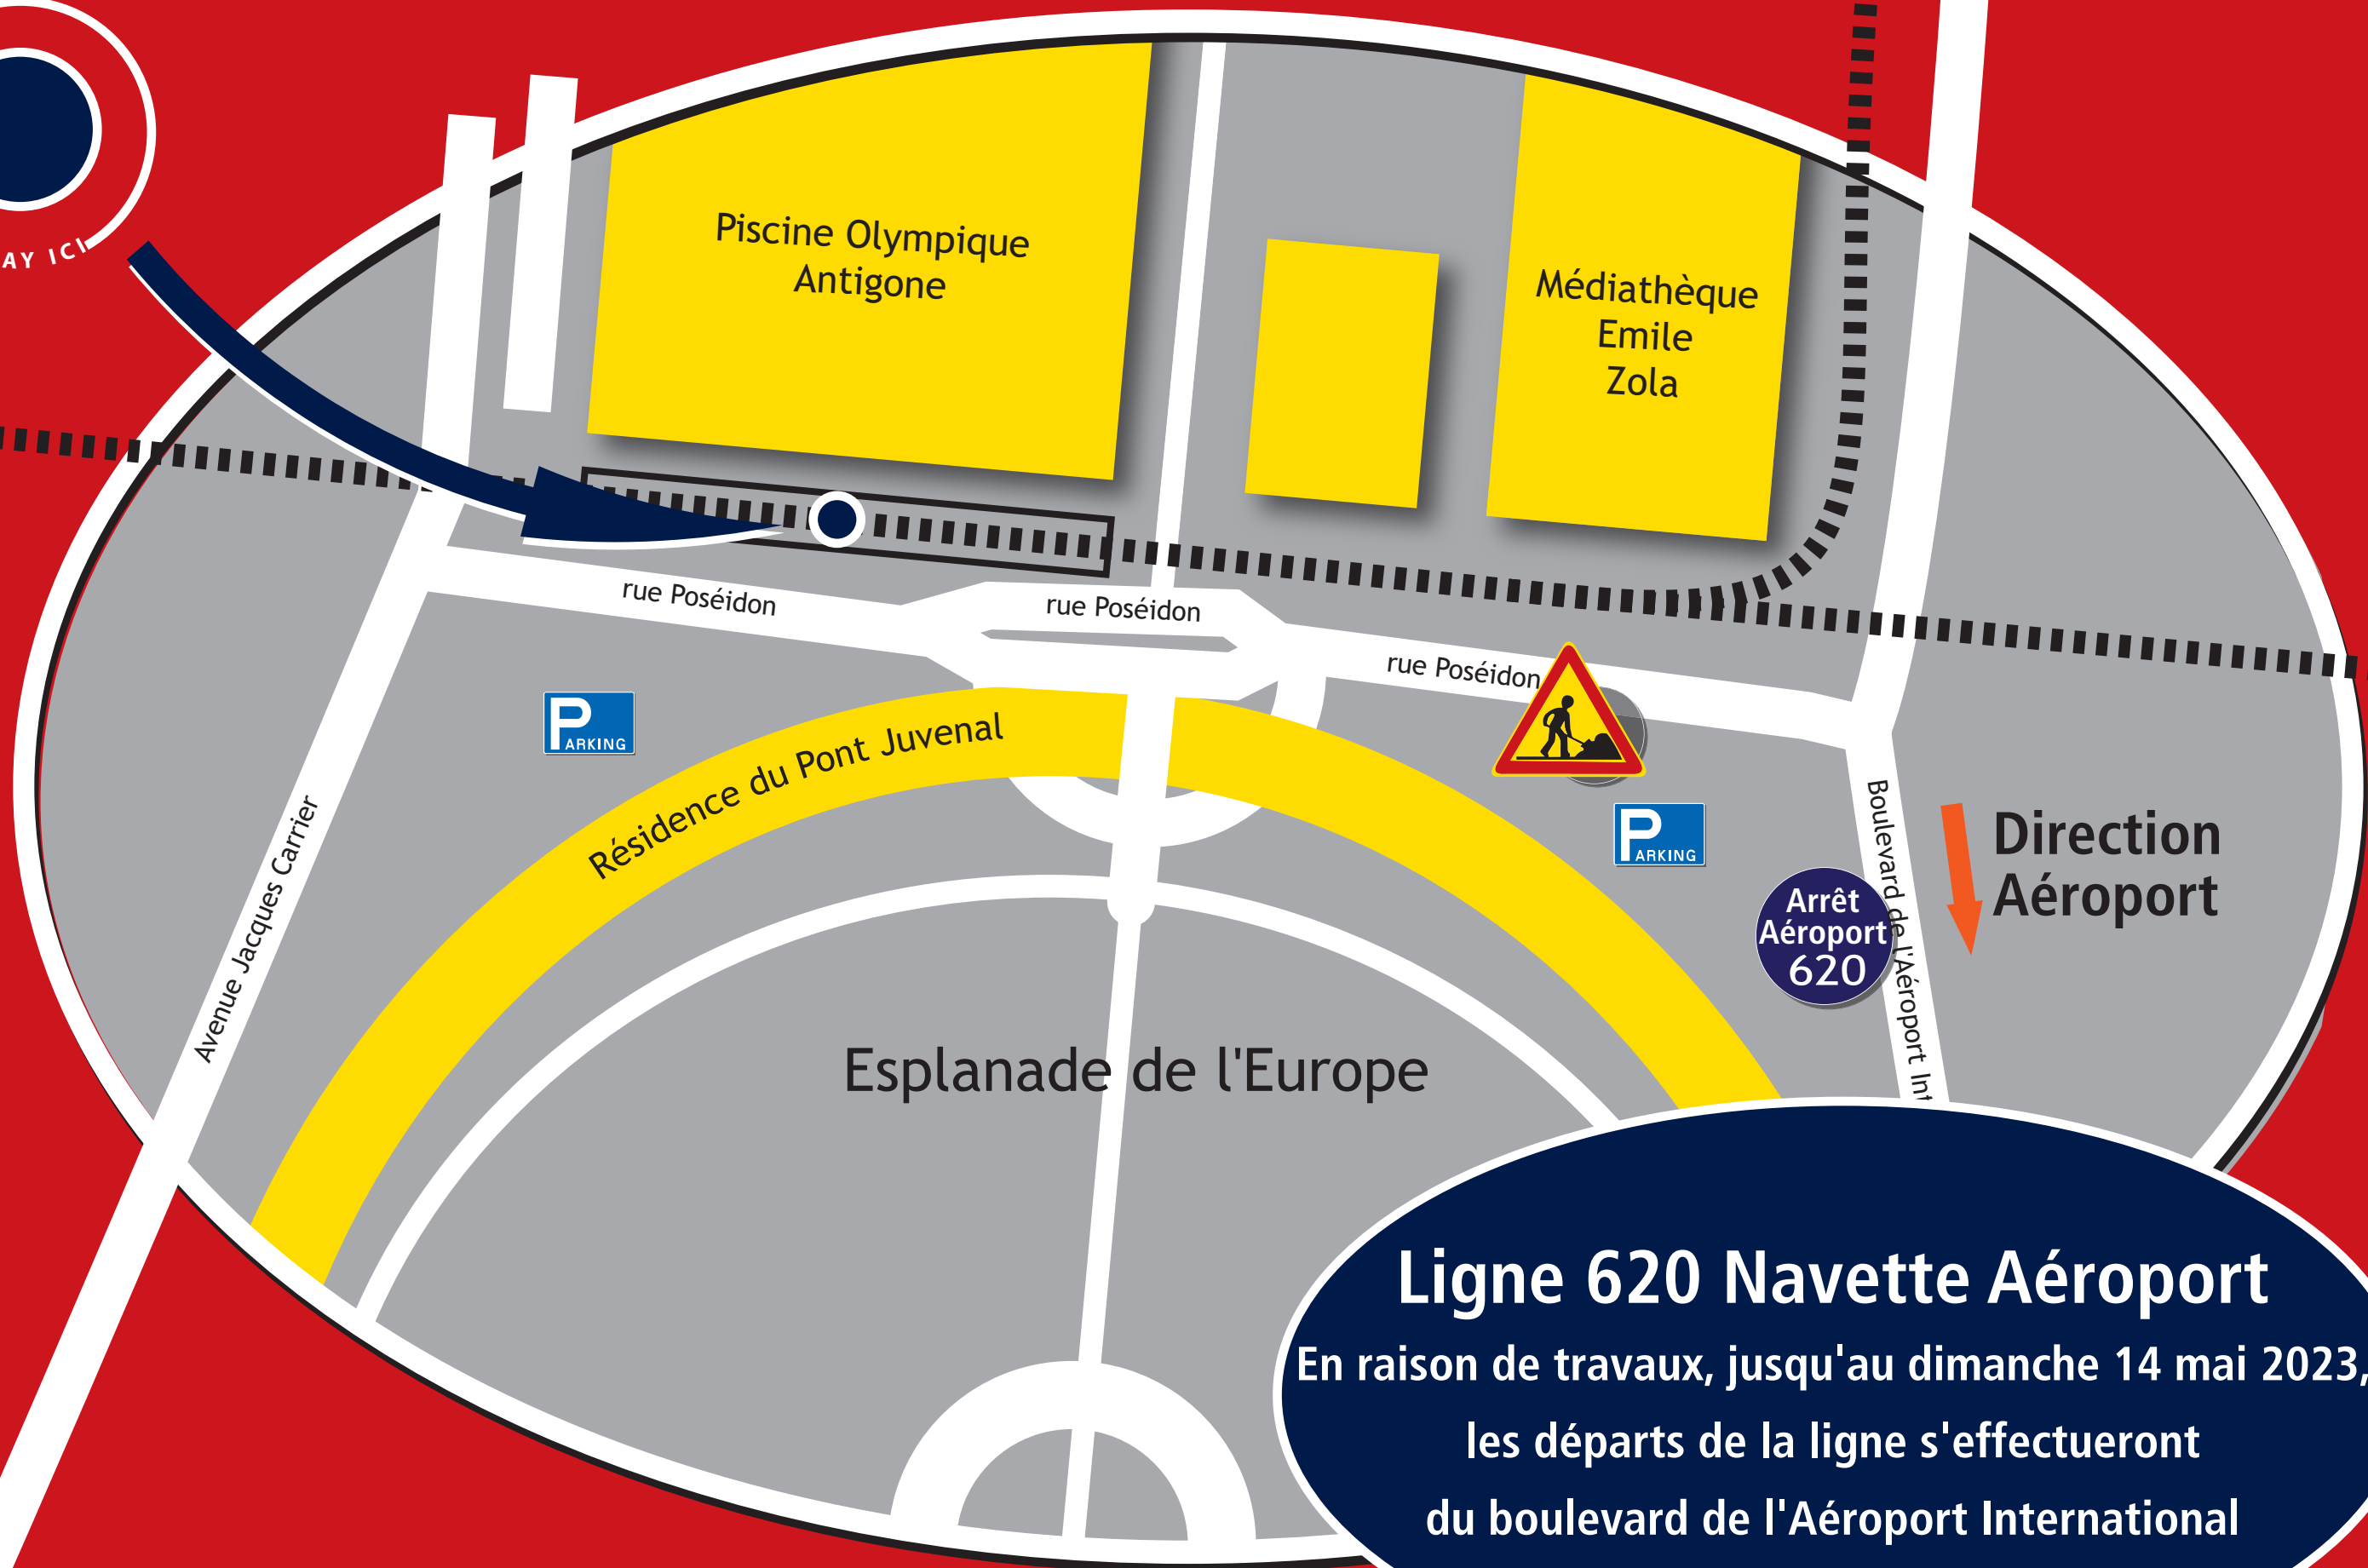 AY ICI
Piscine Olympique
Antigone
Médiathèque
Emile
Zola
rue Poséidon
rue Poséidon
rue Poséidon
PARKING
Résidence du Pont Juvenal
PARKING
Avenue Jacques Carrier
Boulevard de l'Aéroport Int
Direction
Aéroport
Arrêt
Aéroport
620
Esplanade de l'Europe
Ligne 620 Navette Aéroport
En raison de travaux, jusqu'au dimanche 14 mai 2023,
les départs de la ligne s'effectueront
du boulevard de l'Aéroport International